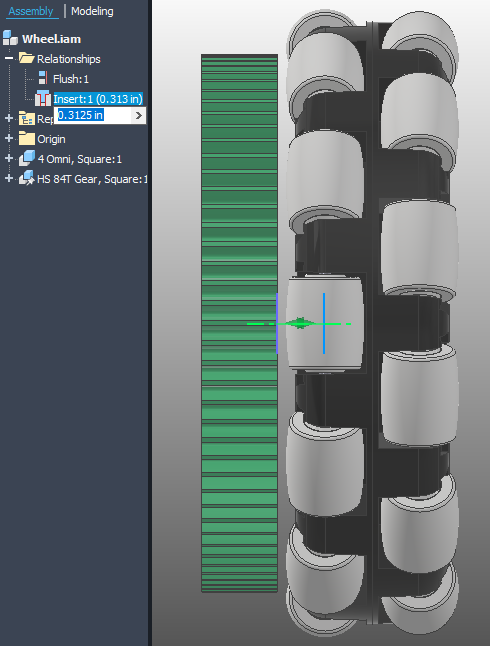 Assembly | Modeling
Wheel.iam
Relationships
Flush:1
Insert:1 (0.313 in)
Rep
0.3125 in
Origin
4 Omni, Square:1
HS 84T Gear, Square:1